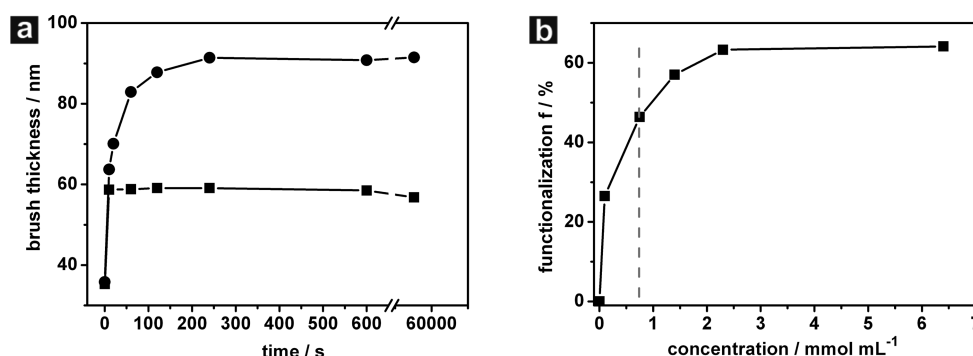 a
100
80
60
40
brush thickness / nm
0 100 200 300 400 500 600 60000
time / s
b
60
40
20
0
functionalization f / %
0 1 2 3 4 5 6 7
concentration / mmol mL⁻¹